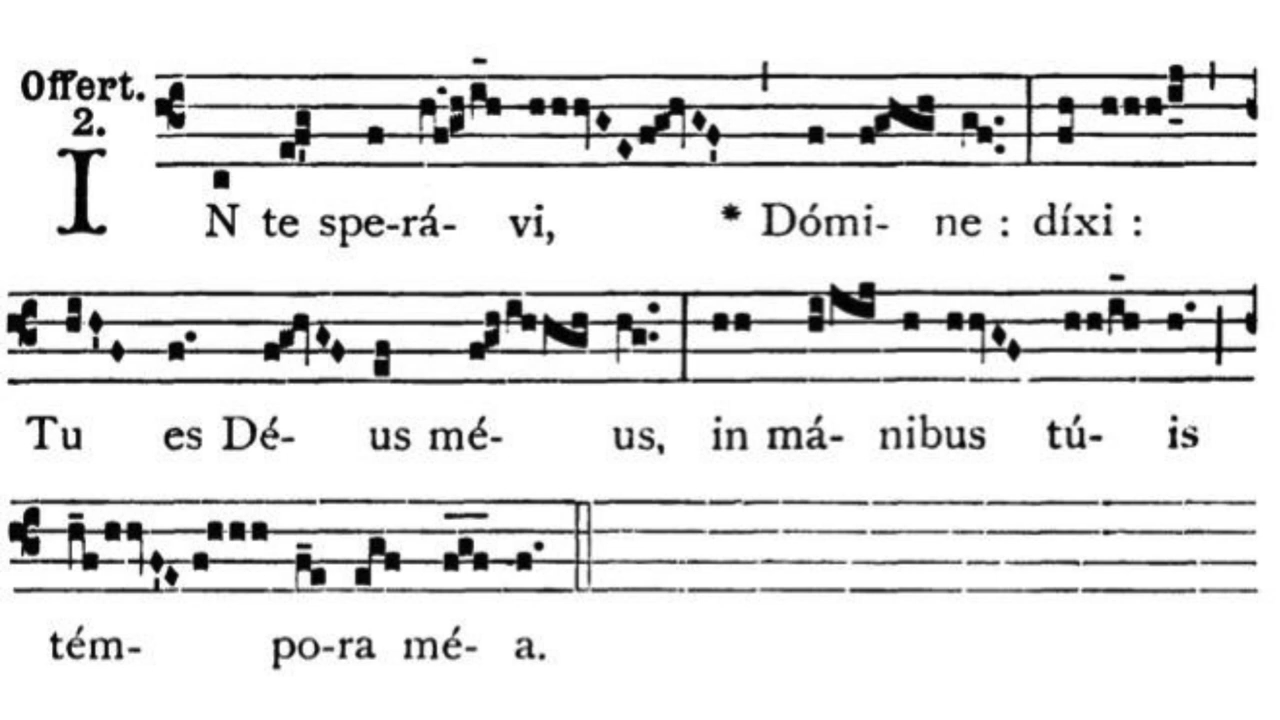 Offert.
2.
IN te spe-rá- vi, * Dómi- ne : díxi :
Tu es Dé- us mé- us, in má- nibus tú- is
tém- po-ra mé- a.